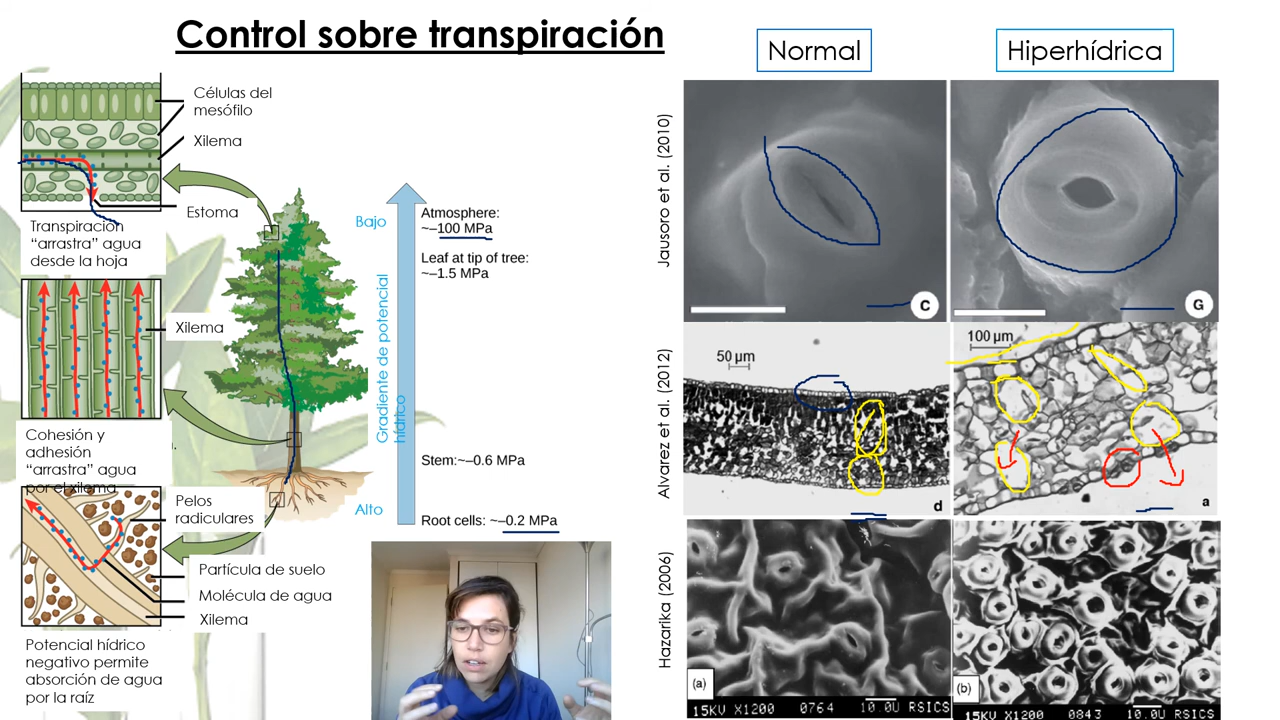 Control sobre transpiración
Células del
mesófilo
Xilema
Estoma
Transpiración
“arrastra” agua
desde la hoja
Xilema
Cohesión y
adhesión
“arrastra” agua
por el xilema
.
Pelos
radiculares
Partícula de suelo
Molécula de agua
Xilema
Potencial hídrico
negativo permite
absorción de agua
por la raíz
Bajo
Gradiente de potencial
hídrico
Alto
Atmosphere:
~–100 MPa
Leaf at tip of tree:
~–1.5 MPa
Stem:~–0.6 MPa
Root cells: ~–0.2 MPa
Normal
Hiperhídrica
Jausoro et al. (2010)
C
G
Alvarez et al. (2012)
50 µm
d
100 µm
a
Hazarika (2006)
(a)
15KV X1200 0764 10.0U RSICS
(b)
15KV X1200 0843 10.0U RSICS